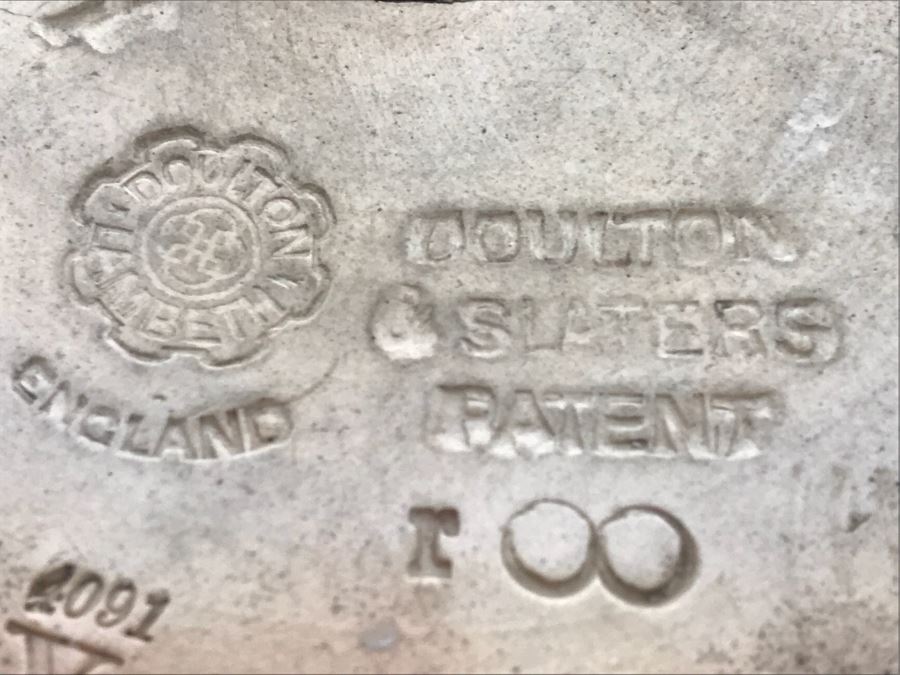 DOULTON
LAMBETH
ENGLAND
DOULTON
& SLATERS
PATENT
r
4091